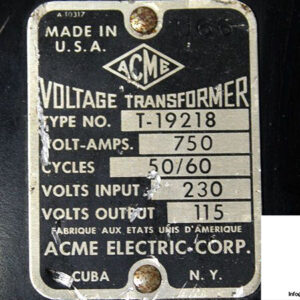 A 10317
MADE IN
U.S.A.
ACME
VOLTAGE TRANSFORMER
TYPE NO. T-19218
VOLT-AMPS. 750
CYCLES 50/60
VOLTS INPUT 230
VOLTS OUTPUT 115
FABRIQUE AUX ETATS UNIS D'AMERIQUE
ACME ELECTRIC CORP.
CUBA N.Y.